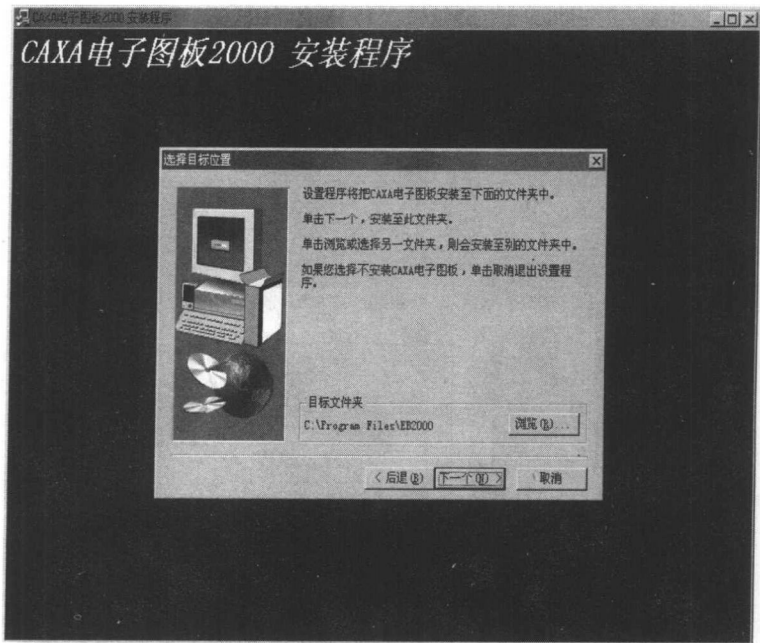 CAXA电子图板2000 安装程序
CAXA电子图板2000 安装程序
选择目标位置
设置程序将把CAXA电子图板安装至下面的文件夹中。
单击下一个，安装至此文件夹。
单击浏览或选择另一文件夹，则会安装至别的文件夹中。
如果您选择不安装CAXA电子图板，单击取消退出设置程
序。
目标文件夹
C:\Program Files\EB2000
浏览(R)...
< 后退(B)
下一个(N) >
取消